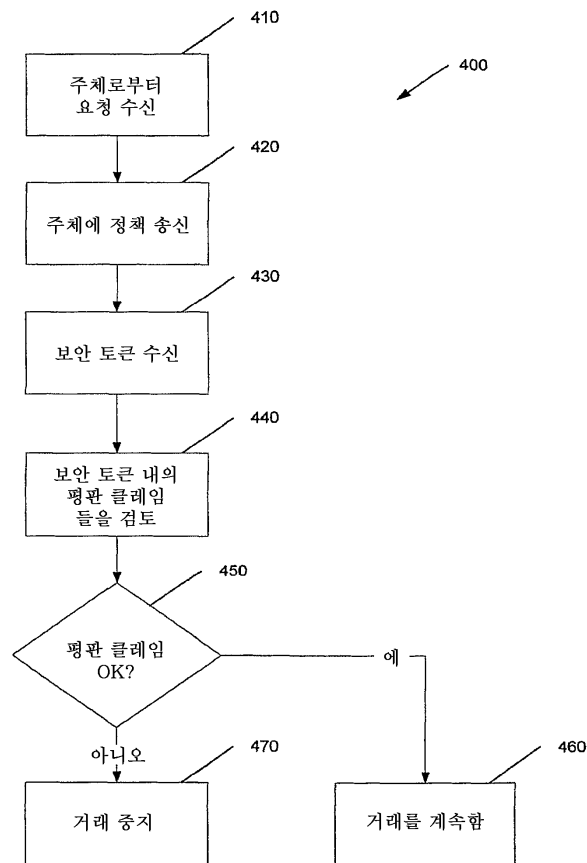 410
주체로부터
요청 수신
400
420
주체에 정책 송신
430
보안 토큰 수신
440
보안 토큰 내의
평판 클레임
들을 검토
450
평판 클레임
OK?
에
아니오
470
460
거래 중지
거래를 계속함